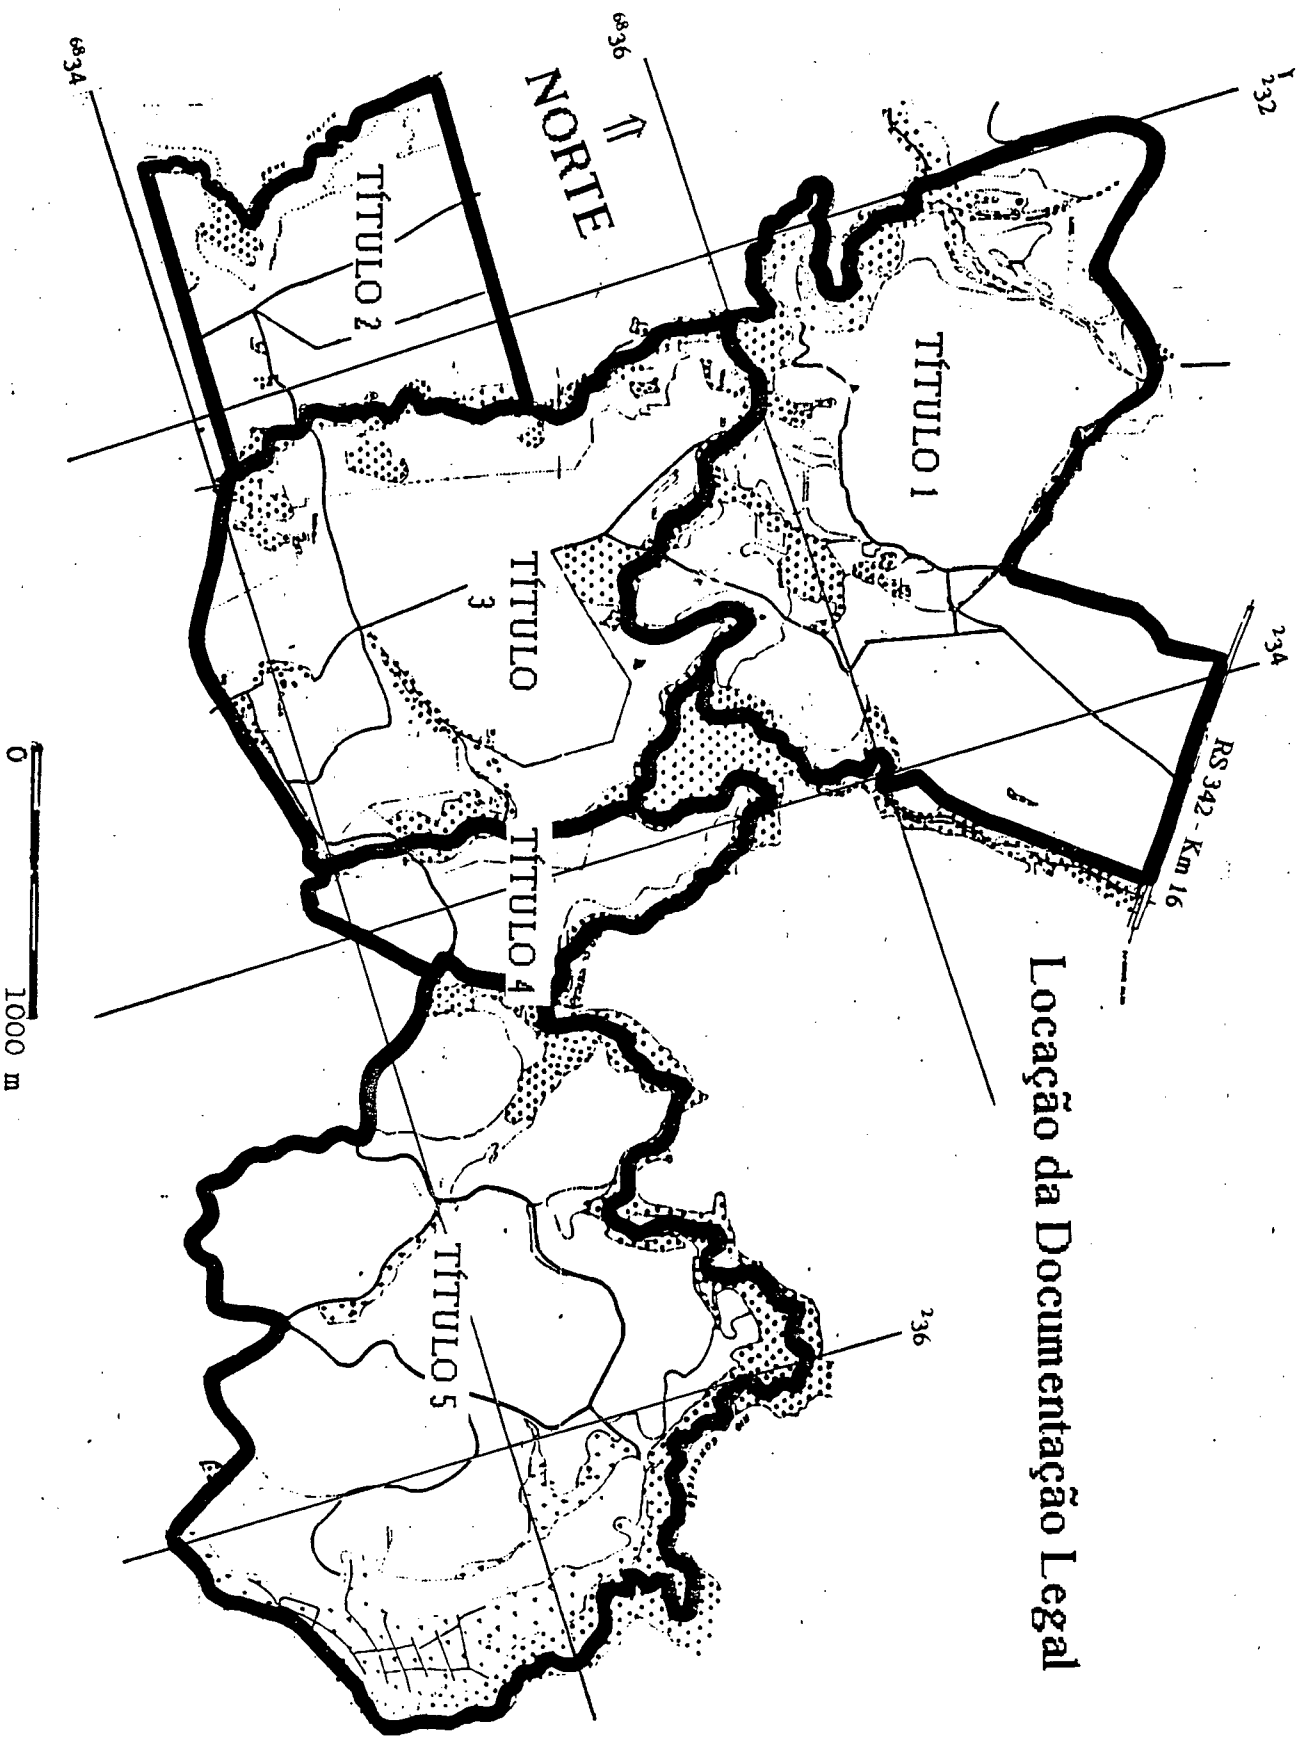 Locação da Documentação Legal
²32
²34
²36
⁶⁸36
⁶⁸34
RS 342 - Km 16
NORTE
⇑
TÍTULO 1
TÍTULO 2
TÍTULO
3
TÍTULO 4
TÍTULO 5
0 1000 m